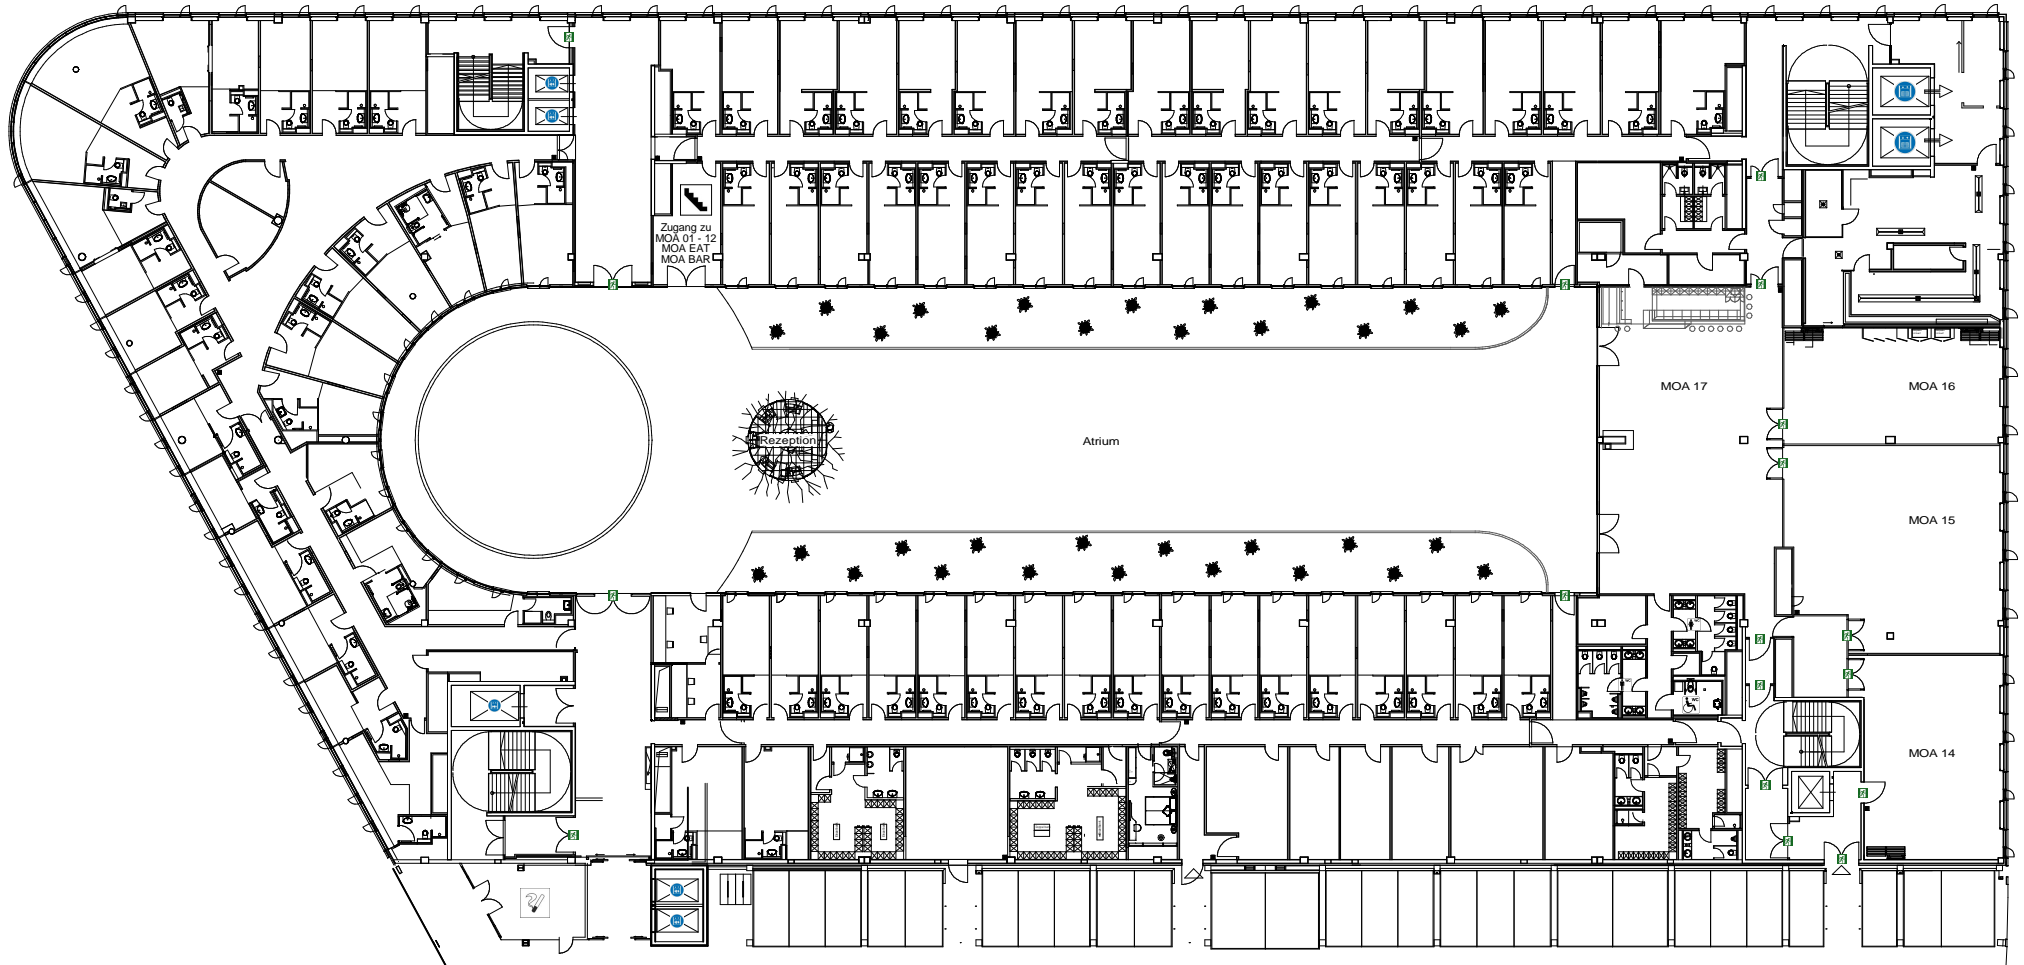 Zugang zu
MOA 01 - 12
MOA EAT
MOA BAR
MOA 17
MOA 16
Rezeption
Atrium
MOA 15
MOA 14